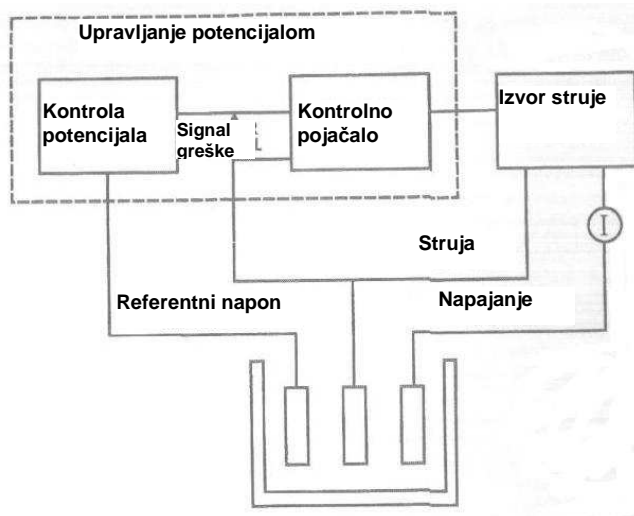 Upravljanje potencijalom
Kontrola
potencijala
Signal
greške
Kontrolno
pojačalo
Izvor struje
I
Struja
Referentni napon
Napajanje